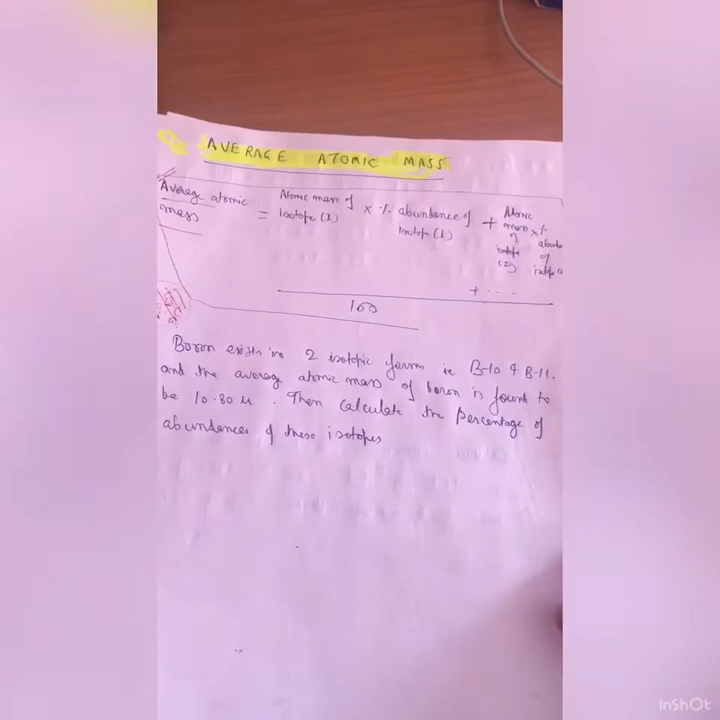 AVERAGE ATOMIC MASS
Average atomic mass = Atomic mass of isotope (1) × % abundance of isotope (1) + Atomic mass of isotope (2) × % abunda of isotope
+ ....
100
Boron exists in 2 isotopic forms ie B-10 & B-11.
and the average atomic mass of boron is found to
be 10.80 u. Then calculate the percentage of
abundances of these isotopes
InShOt